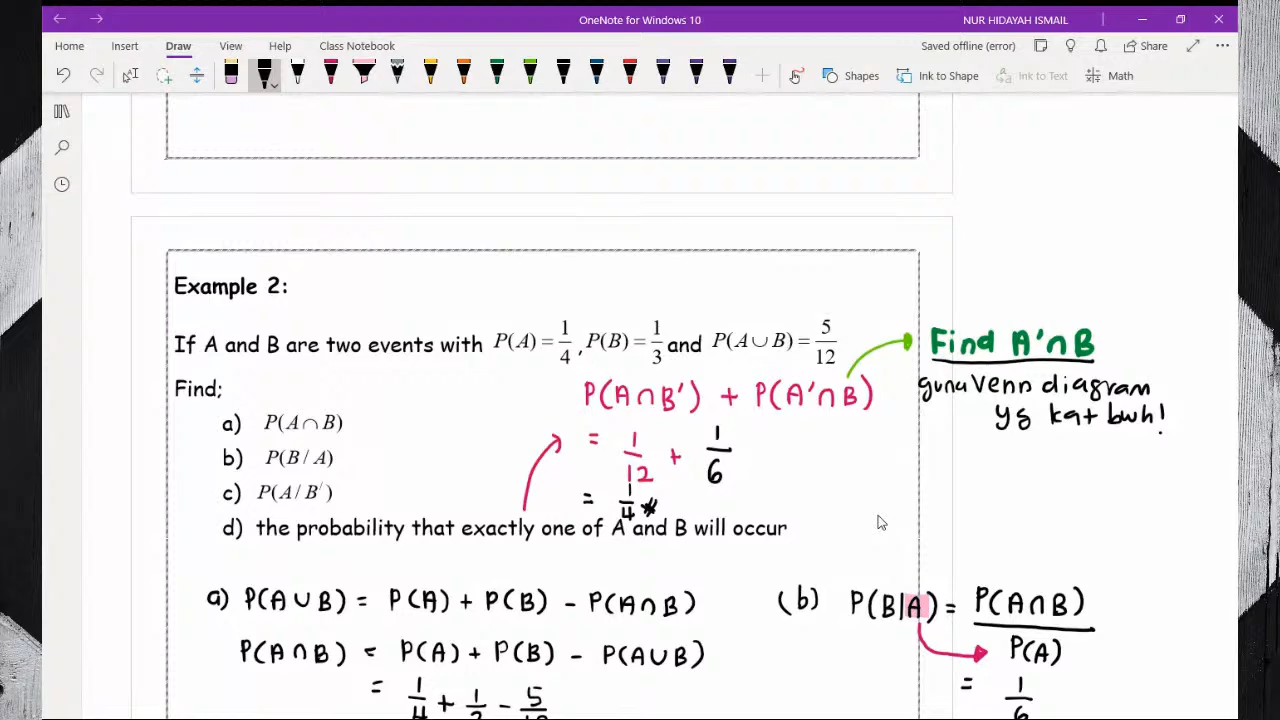 OneNote for Windows 10
NUR HIDAYAH ISMAIL
Home Insert Draw View Help Class Notebook
Saved offline (error) Share
Shapes Ink to Shape Ink to Text Math
Example 2:
If A and B are two events with P(A) = 1/4 , P(B) = 1/3 and P(A ∪ B) = 5/12
Find A'∩B
guna Venn diagram
yg kat bwh!
Find;
P(A∩B') + P(A'∩B)
= 1/12 + 1/6
= 1/4
a) P(A ∩ B)
b) P(B / A)
c) P(A / B')
d) the probability that exactly one of A and B will occur
a) P(A∪B) = P(A) + P(B) - P(A∩B)
P(A∩B) = P(A) + P(B) - P(A∪B)
= 1/4 + 1/3 - 5/12
(b) P(B|A) = P(A∩B)/P(A)
= 1/6